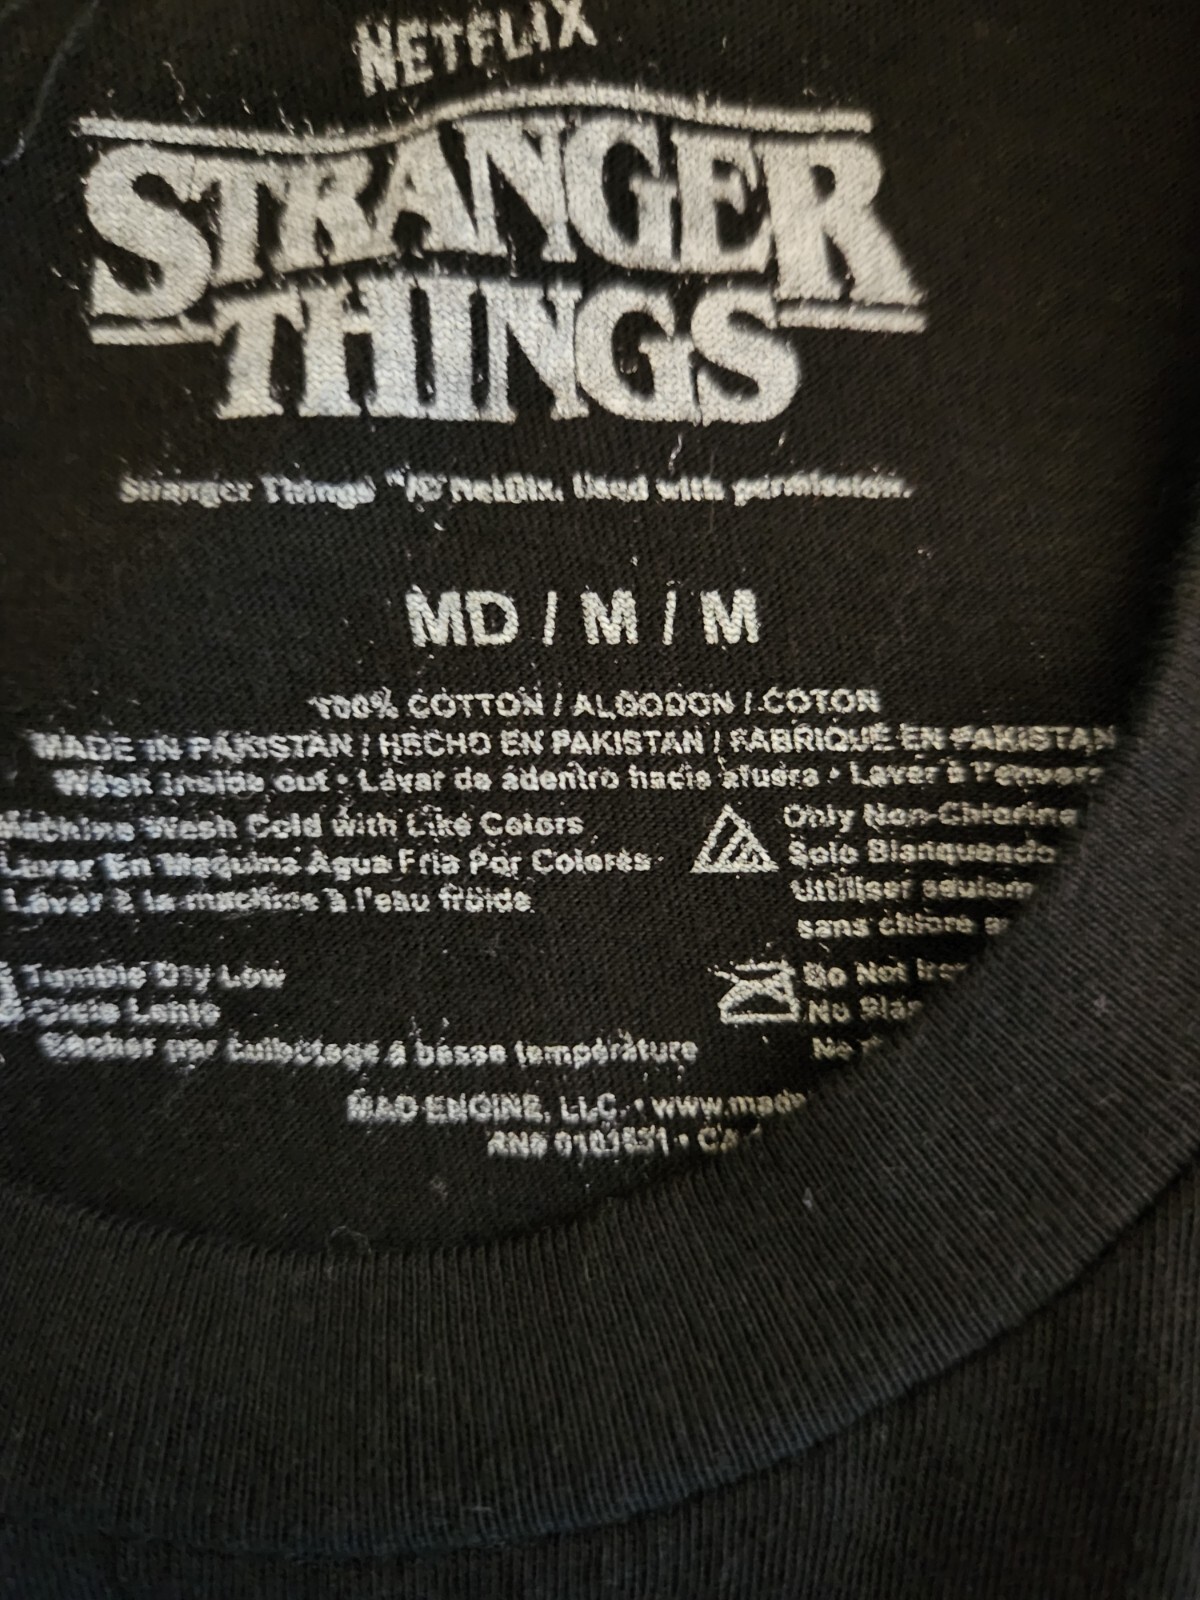 NETFLIX
STRANGER
THINGS
Stranger Things ™/© Netflix. Used with permission.
MD / M / M
100% COTTON / ALGODON / COTON
MADE IN PAKISTAN / HECHO EN PAKISTAN / FABRIQUÉ EN PAKISTAN
Wash inside out • Lavar de adentro hacia afuera • Laver à l'envers
Machine Wash Cold with Like Colors
Lavar En Maquina Agua Fria Por Colores
Laver à la machine à l'eau froide
Only Non-Chlorine
Solo Blanqueado
Utiliser
sans chlore
Tumble Dry Low
Ciclo Lento
Sécher par culbutage à basse température
Do Not
No
MAD ENGINE, LLC. • www.mad
RN# • CA